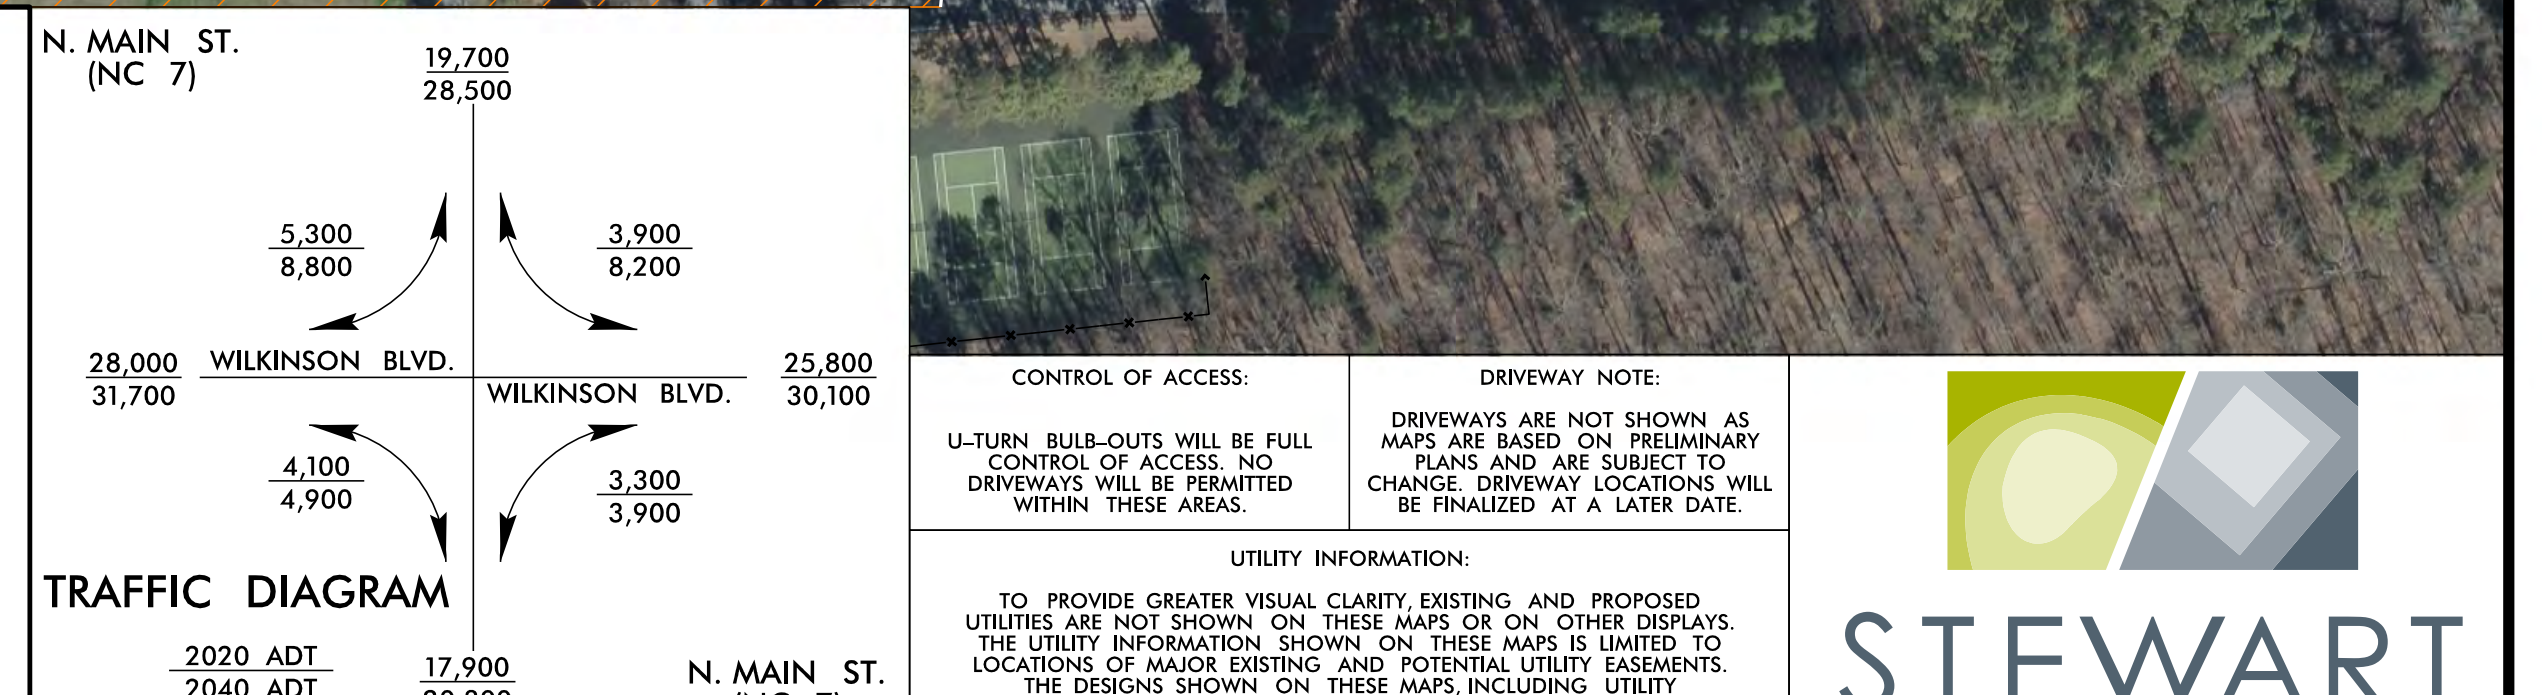 N. MAIN ST.
(NC 7)
19,700
28,500
5,300
8,800
3,900
8,200
28,000
31,700
WILKINSON BLVD.
WILKINSON BLVD.
25,800
30,100
4,100
4,900
3,300
3,900
TRAFFIC DIAGRAM
2020 ADT
2040 ADT
17,900
N. MAIN ST.
CONTROL OF ACCESS:
U–TURN BULB–OUTS WILL BE FULL
CONTROL OF ACCESS. NO
DRIVEWAYS WILL BE PERMITTED
WITHIN THESE AREAS.
DRIVEWAY NOTE:
DRIVEWAYS ARE NOT SHOWN AS
MAPS ARE BASED ON PRELIMINARY
PLANS AND ARE SUBJECT TO
CHANGE. DRIVEWAY LOCATIONS WILL
BE FINALIZED AT A LATER DATE.
UTILITY INFORMATION:
TO PROVIDE GREATER VISUAL CLARITY, EXISTING AND PROPOSED
UTILITIES ARE NOT SHOWN ON THESE MAPS OR ON OTHER DISPLAYS.
THE UTILITY INFORMATION SHOWN ON THESE MAPS IS LIMITED TO
LOCATIONS OF MAJOR EXISTING AND POTENTIAL UTILITY EASEMENTS.
THE DESIGNS SHOWN ON THESE MAPS, INCLUDING UTILITY
STEWART